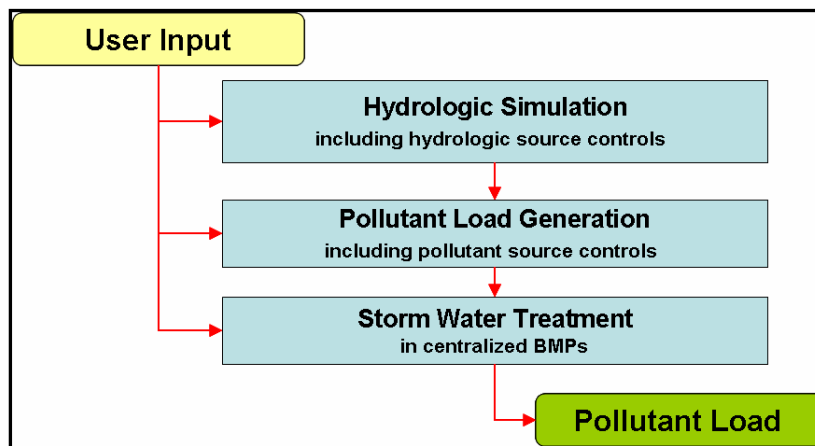 User Input
Hydrologic Simulation
including hydrologic source controls
Pollutant Load Generation
including pollutant source controls
Storm Water Treatment
in centralized BMPs
Pollutant Load